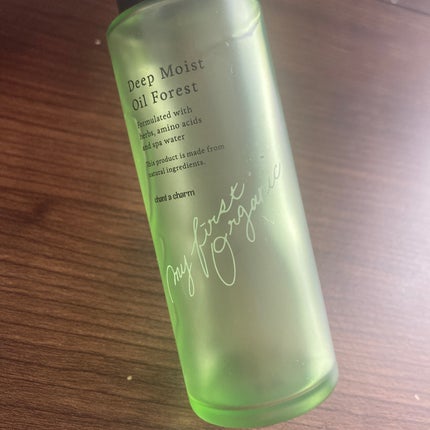 Deep Moist
Oil Forest
Formulated with
herbs, amino acids
and spa water
This product is made from
natural ingredients.
chant a charm
my first
Organic